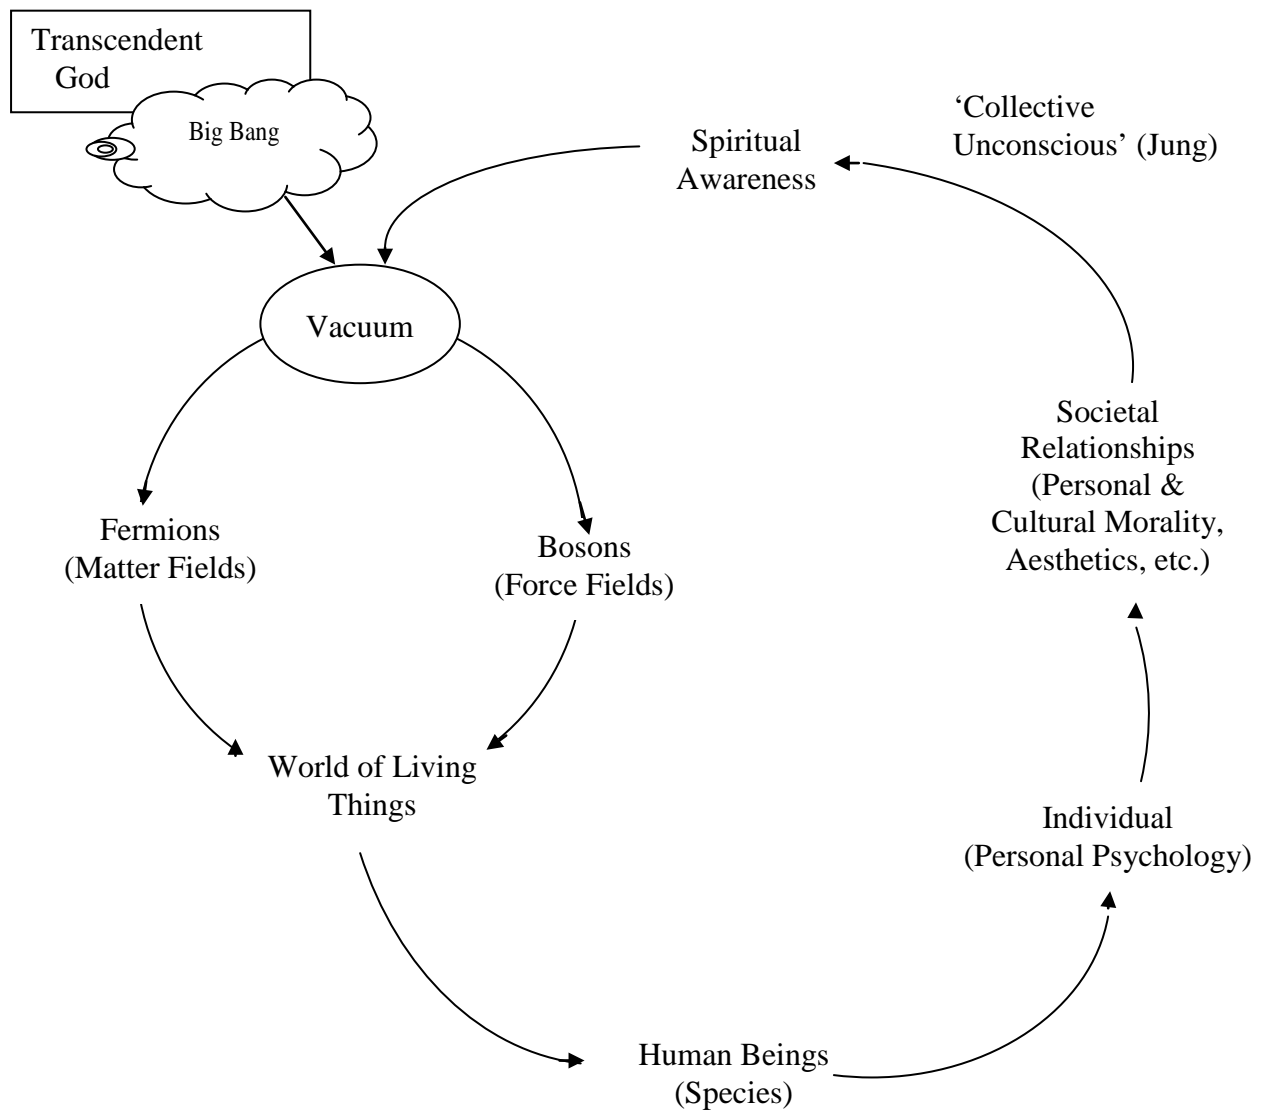 Transcendent
God
Big Bang
‘Collective
Unconscious’ (Jung)
Spiritual
Awareness
Vacuum
Societal
Relationships
(Personal &
Cultural Morality,
Aesthetics, etc.)
Fermions
(Matter Fields)
Bosons
(Force Fields)
World of Living
Things
Individual
(Personal Psychology)
Human Beings
(Species)